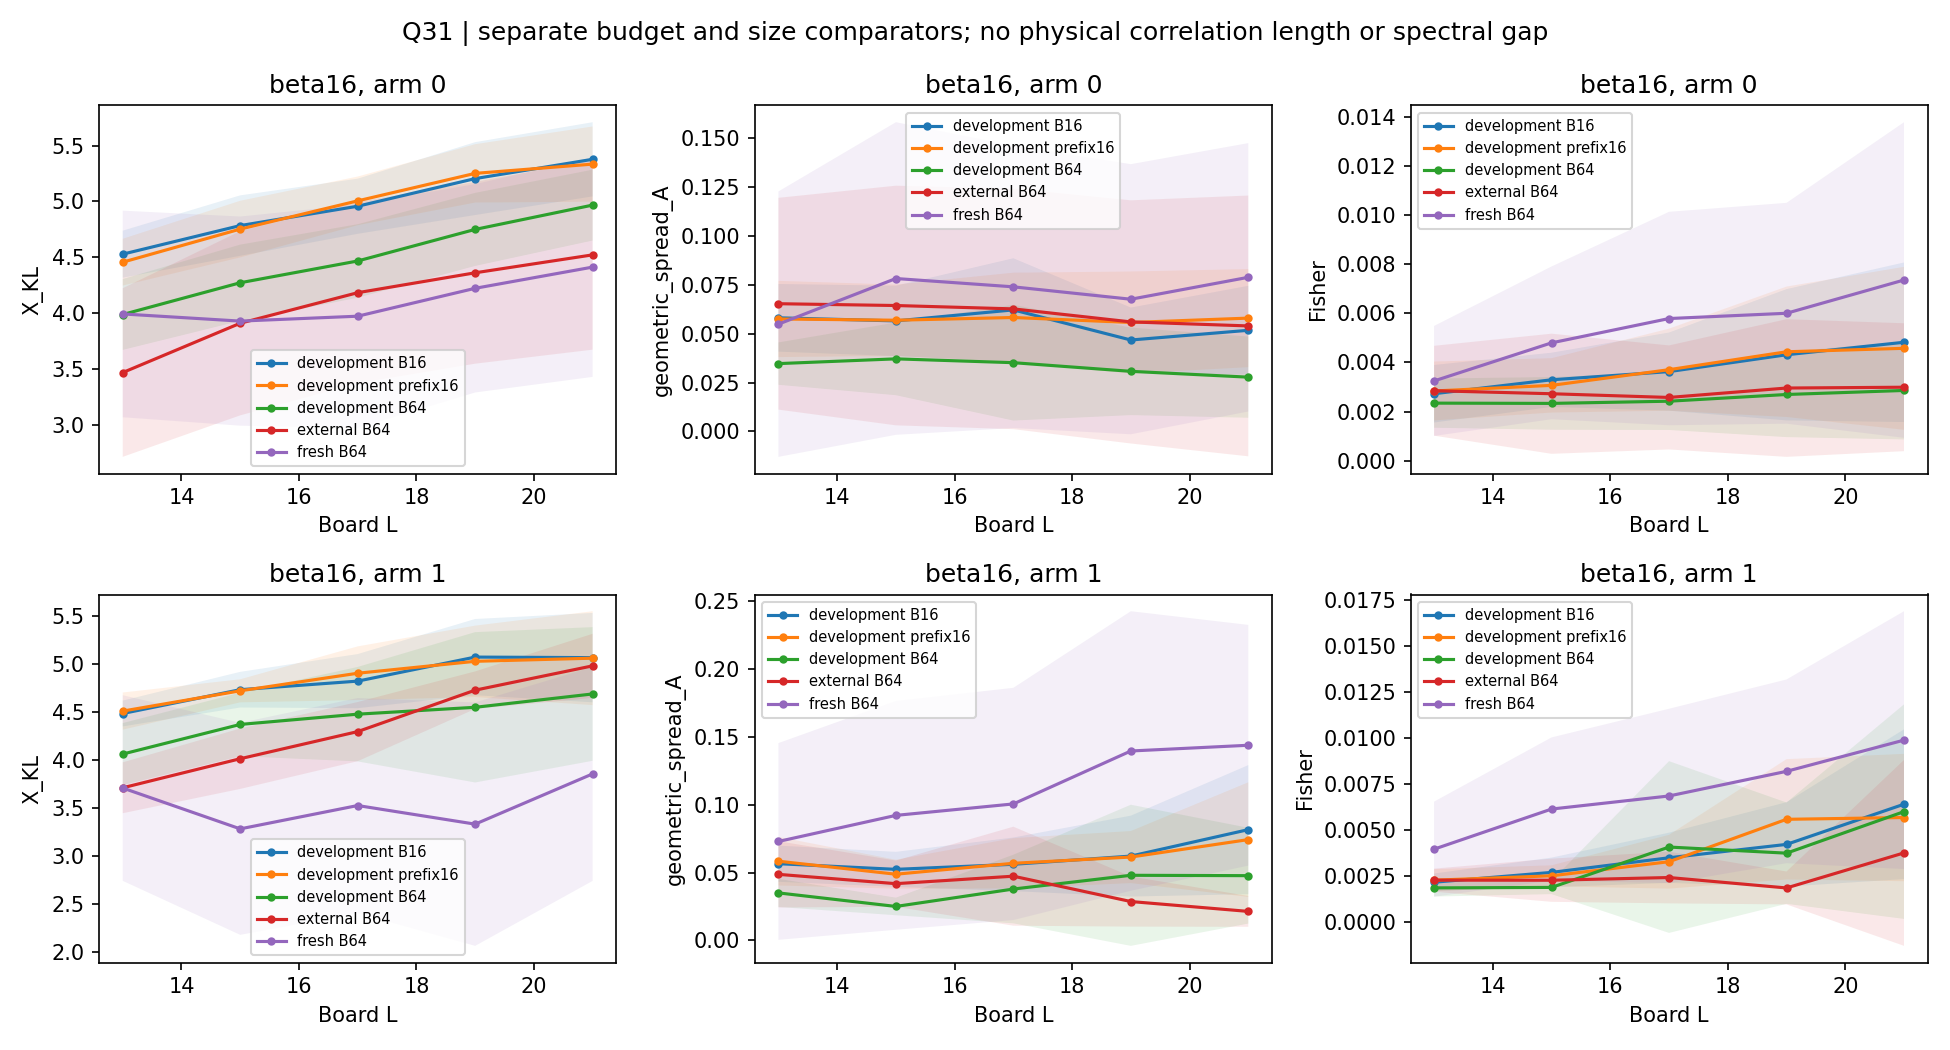 Q31 | separate budget and size comparators; no physical correlation length or spectral gap
beta16, arm 0
X_KL
5.5
5.0
4.5
4.0
3.5
3.0
development B16
development prefix16
development B64
external B64
fresh B64
14 16 18 20
Board L
beta16, arm 0
geometric_spread_A
0.150
0.125
0.100
0.075
0.050
0.025
0.000
development B16
development prefix16
development B64
external B64
fresh B64
14 16 18 20
Board L
beta16, arm 0
Fisher
0.014
0.012
0.010
0.008
0.006
0.004
0.002
0.000
development B16
development prefix16
development B64
external B64
fresh B64
14 16 18 20
Board L
beta16, arm 1
X_KL
5.5
5.0
4.5
4.0
3.5
3.0
2.5
2.0
development B16
development prefix16
development B64
external B64
fresh B64
14 16 18 20
Board L
beta16, arm 1
geometric_spread_A
0.25
0.20
0.15
0.10
0.05
0.00
development B16
development prefix16
development B64
external B64
fresh B64
14 16 18 20
Board L
beta16, arm 1
Fisher
0.0175
0.0150
0.0125
0.0100
0.0075
0.0050
0.0025
0.0000
development B16
development prefix16
development B64
external B64
fresh B64
14 16 18 20
Board L